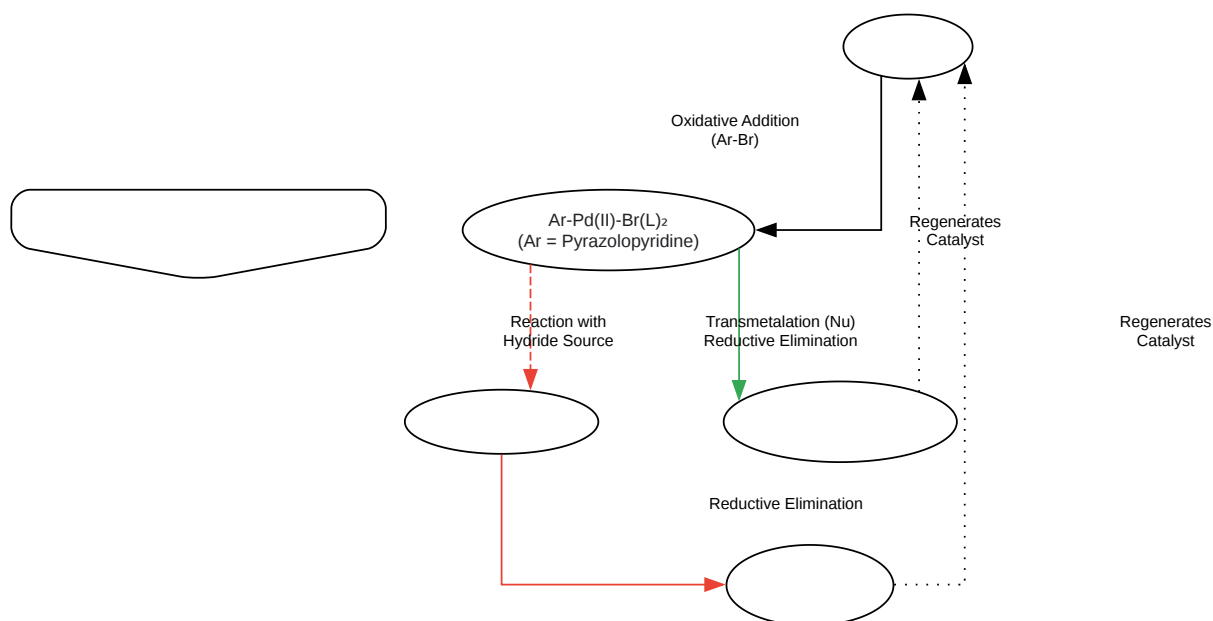 Oxidative Addition
(Ar-Br)
Ar-Pd(II)-Br(L)₂
(Ar = Pyrazolopyridine)
Regenerates
Catalyst
Reaction with
Hydride Source
Transmetalation (Nu)
Reductive Elimination
Regenerates
Catalyst
Reductive Elimination